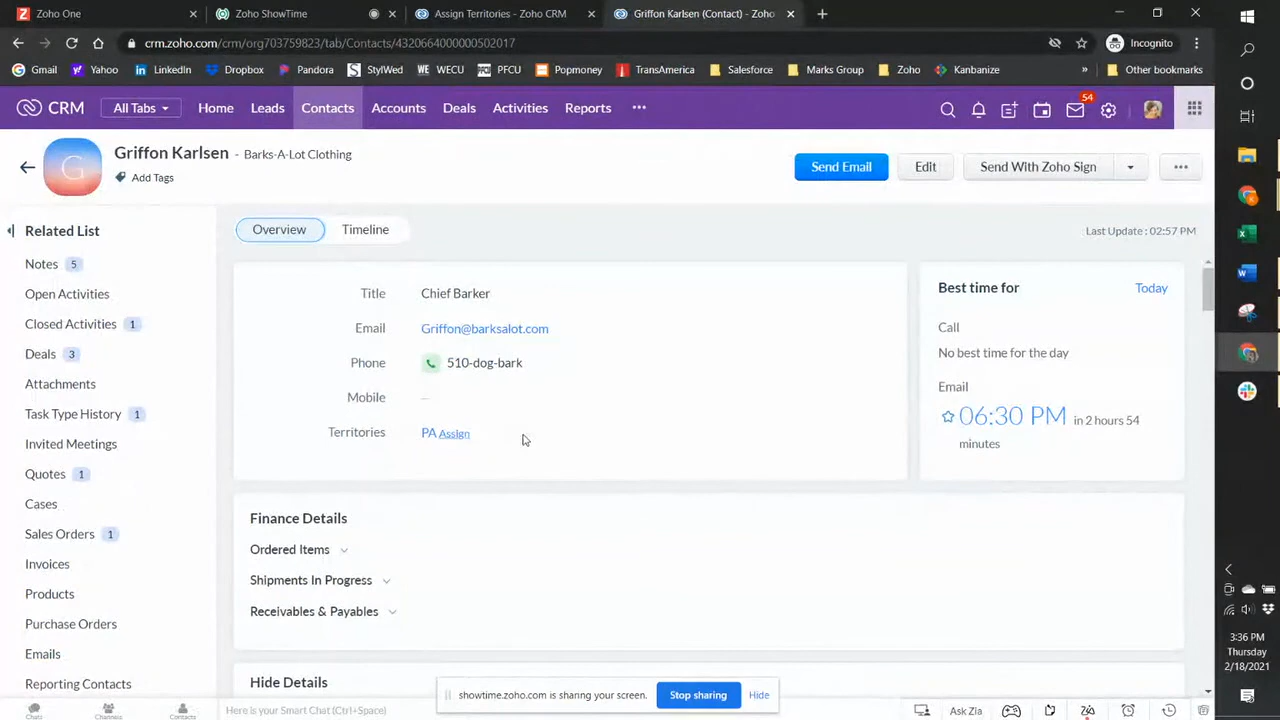 Zoho One
Zoho ShowTime
Assign Territories - Zoho CRM
Griffon Karlsen (Contact) - Zoho
crm.zoho.com/crm/org703759823/tab/Contacts/4320664000000502017
Incognito
Gmail
Yahoo
LinkedIn
Dropbox
Pandora
StylWed
WECU
PFCU
Popmoney
TransAmerica
Salesforce
Marks Group
Zoho
Kanbanize
»
Other bookmarks
CRM
All Tabs
Home
Leads
Contacts
Accounts
Deals
Activities
Reports
54
G
Griffon Karlsen - Barks-A-Lot Clothing
Add Tags
Send Email
Edit
Send With Zoho Sign
Related List
Notes 5
Open Activities
Closed Activities 1
Deals 3
Attachments
Task Type History 1
Invited Meetings
Quotes 1
Cases
Sales Orders 1
Invoices
Products
Purchase Orders
Emails
Reporting Contacts
Overview
Timeline
Last Update : 02:57 PM
Title Chief Barker
Email Griffon@barksalot.com
Phone 510-dog-bark
Mobile —
Territories PA Assign
Best time for
Today
Call
No best time for the day
Email
06:30 PM in 2 hours 54
minutes
Finance Details
Ordered Items
Shipments In Progress
Receivables & Payables
Hide Details
showtime.zoho.com is sharing your screen.
Stop sharing
Hide
Chats
Channels
Contacts
Here is your Smart Chat (Ctrl+Space)
Ask Zia
3:36 PM
Thursday
2/18/2021